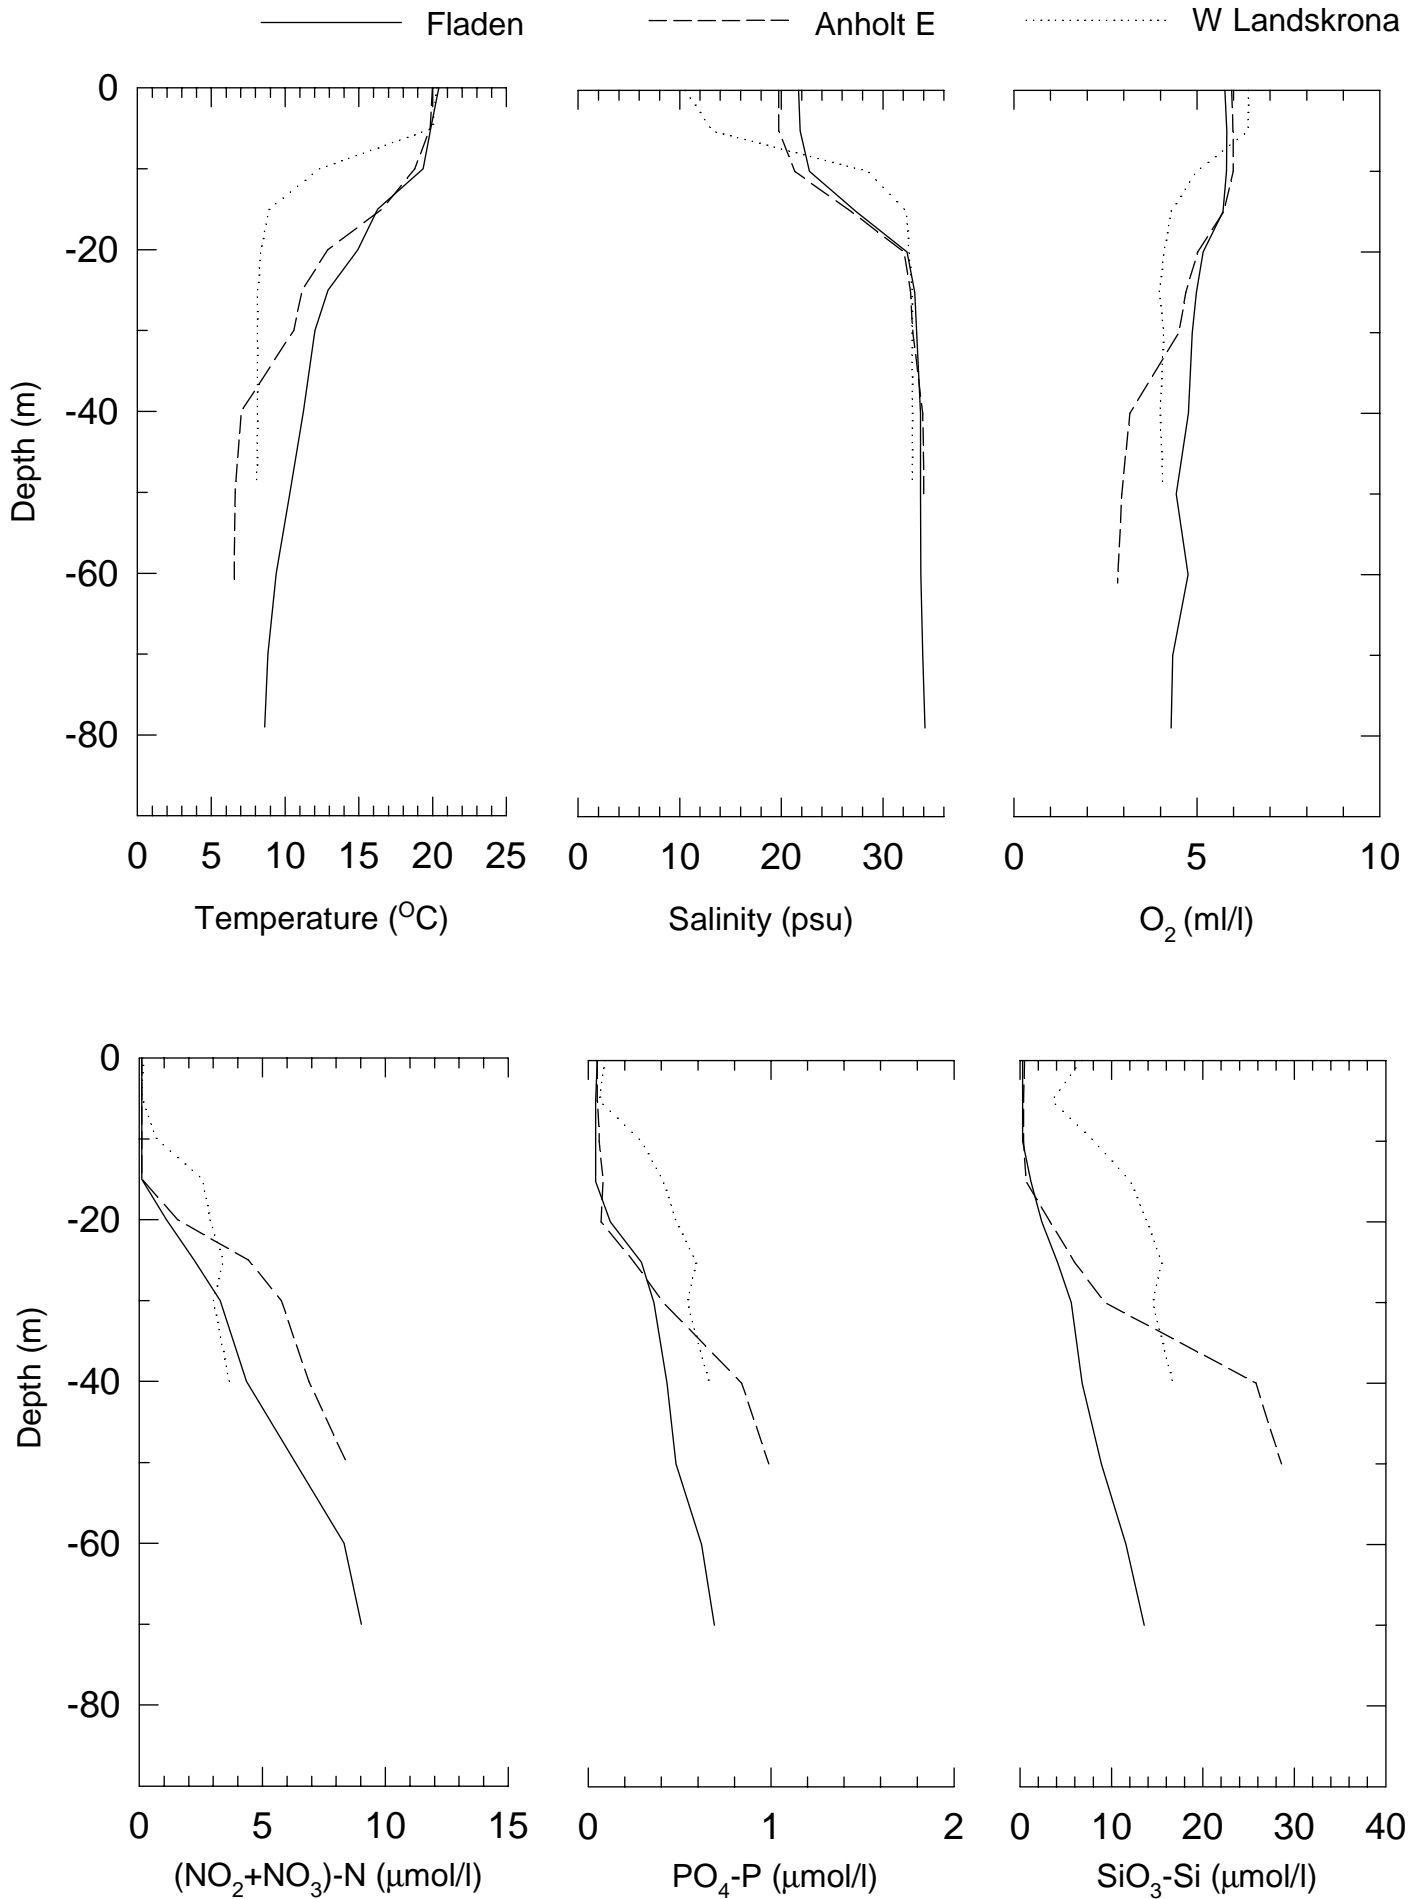 Fladen Anholt E W Landskrona
0
-20
-40
-60
-80
Depth (m)
0 5 10 15 20 25 0 10 20 30 0 5 10
Temperature (OC) Salinity (psu) O2 (ml/l)
0
-20
-40
-60
-80
Depth (m)
0 5 10 15 0 1 2 0 10 20 30 40
(NO2+NO3)-N (μmol/l) PO4-P (μmol/l) SiO3-Si (μmol/l)